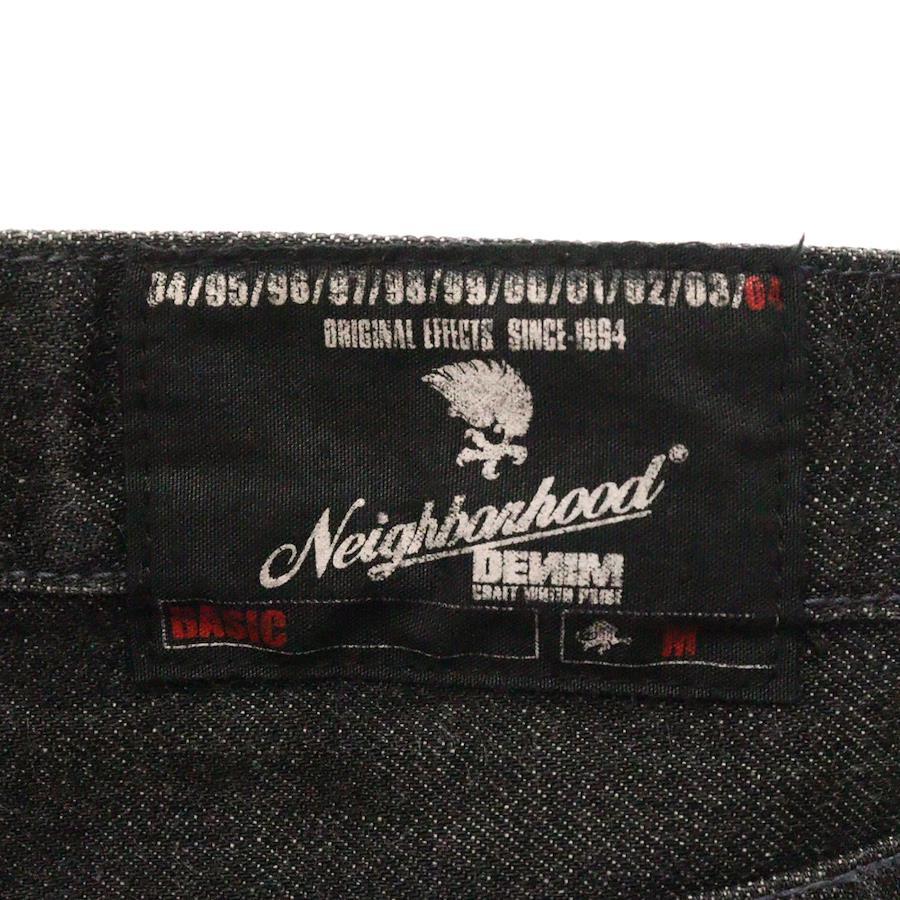 94/95/96/97/98/99/00/01/02/03/04
ORIGINAL EFFECTS SINCE-1994
Neighborhood®
DENIM
CRAFT WHITH PRIDE
BASIC
M